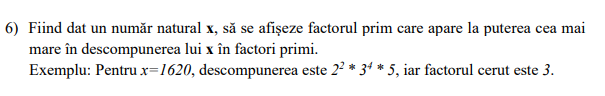 6) Fiind dat un număr natural x, să se afișeze factorul prim care apare la puterea cea mai
mare în descompunerea lui x în factori primi.
Exemplu: Pentru x=1620, descompunerea este 2² * 3⁴ * 5, iar factorul cerut este 3.